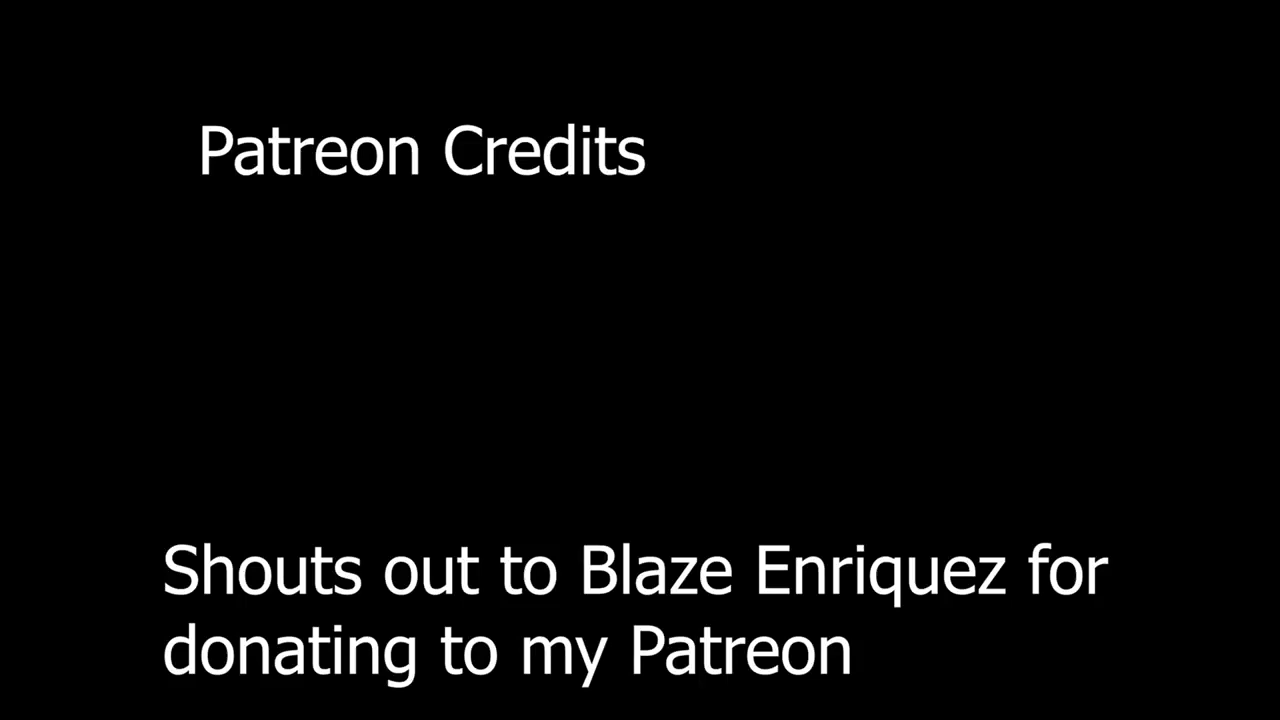 Patreon Credits
Shouts out to Blaze Enriquez for
donating to my Patreon